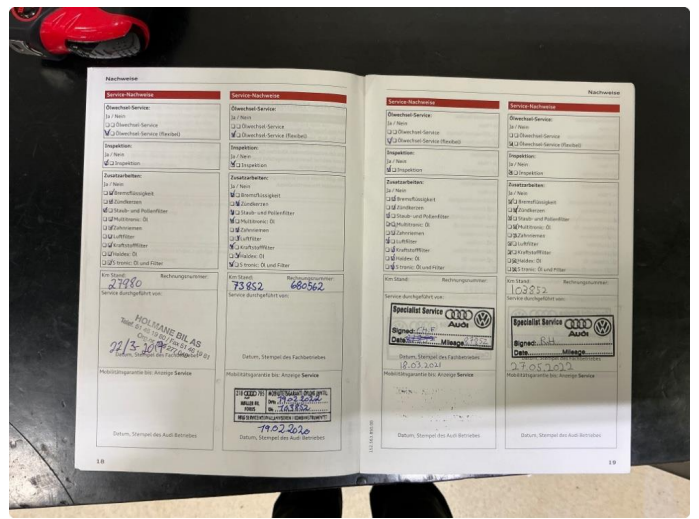 Nachweise
Service-Nachweise
Ölwechsel-Service:
Ja / Nein
Ölwechsel-Service
Ölwechsel-Service (flexibel)
Inspektion:
Ja / Nein
Inspektion
Zusatzarbeiten:
Ja / Nein
Bremsflüssigkeit
Zündkerzen
Staub- und Pollenfilter
Multitronic: Öl
Zahnriemen
Luftfilter
Kraftstofffilter
Haldex: Öl
S tronic: Öl und Filter
Km Stand: Rechnungsnummer:
27980
Service durchgeführt von:
HOLMANE BIL AS
22/3-
Datum, Stempel des Fachbetriebes
Mobilitätsgarantie bis: Anzeige Service
Datum, Stempel des Audi Betriebes
18
Service-Nachweise
Ölwechsel-Service:
Ja / Nein
Ölwechsel-Service
Ölwechsel-Service (flexibel)
Inspektion:
Ja / Nein
Inspektion
Zusatzarbeiten:
Ja / Nein
Bremsflüssigkeit
Zündkerzen
Staub- und Pollenfilter
Multitronic: Öl
Zahnriemen
Luftfilter
Kraftstofffilter
Haldex: Öl
S tronic: Öl und Filter
Km Stand: Rechnungsnummer:
73852 680562
Service durchgeführt von:
Datum, Stempel des Fachbetriebes
Mobilitätsgarantie bis: Anzeige Service
19.02.2022
103852
19.02.2020
Datum, Stempel des Audi Betriebes
Nachweise
Service-Nachweise
Ölwechsel-Service:
Ja / Nein
Ölwechsel-Service
Ölwechsel-Service (flexibel)
Inspektion:
Ja / Nein
Inspektion
Zusatzarbeiten:
Ja / Nein
Bremsflüssigkeit
Zündkerzen
Staub- und Pollenfilter
Multitronic: Öl
Zahnriemen
Luftfilter
Kraftstofffilter
Haldex: Öl
S tronic: Öl und Filter
Km Stand: Rechnungsnummer:
Service durchgeführt von:
Specialist Service
Audi
Signed:
Date Mileage
Datum, Stempel des Fachbetriebes
18.03.2021
Mobilitätsgarantie bis: Anzeige Service
Datum, Stempel des Audi Betriebes
Service-Nachweise
Ölwechsel-Service:
Ja / Nein
Ölwechsel-Service
Ölwechsel-Service (flexibel)
Inspektion:
Ja / Nein
Inspektion
Zusatzarbeiten:
Ja / Nein
Bremsflüssigkeit
Zündkerzen
Staub- und Pollenfilter
Multitronic: Öl
Zahnriemen
Luftfilter
Kraftstofffilter
Haldex: Öl
S tronic: Öl und Filter
Km Stand: Rechnungsnummer:
103852
Service durchgeführt von:
Specialist Service
Audi
Signed: R.H
Date Mileage
Datum, Stempel des Fachbetriebes
27.05.2022
Mobilitätsgarantie bis: Anzeige Service
Datum, Stempel des Audi Betriebes
19